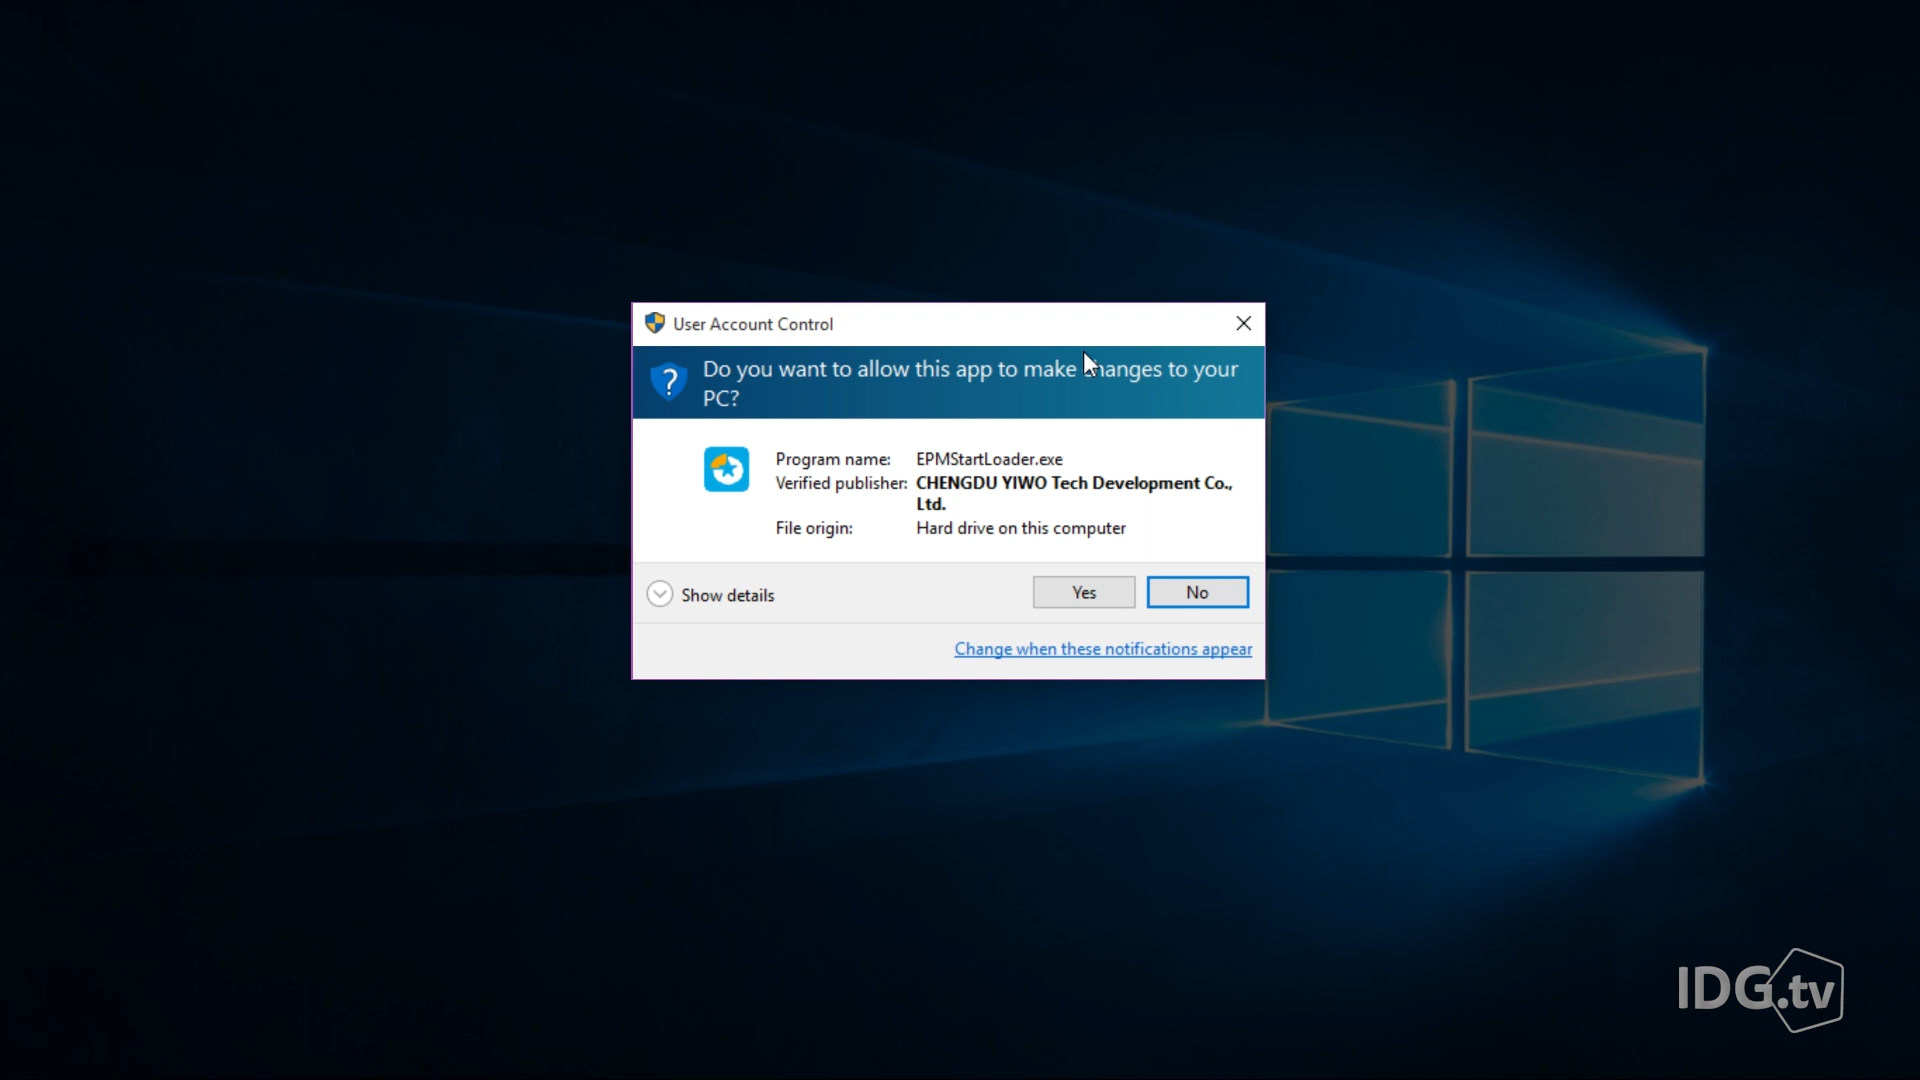 User Account Control
Do you want to allow this app to make changes to your
PC?
Program name: EPMStartLoader.exe
Verified publisher: CHENGDU YIWO Tech Development Co.,
Ltd.
File origin: Hard drive on this computer
Show details
Yes
No
Change when these notifications appear
IDG.tv